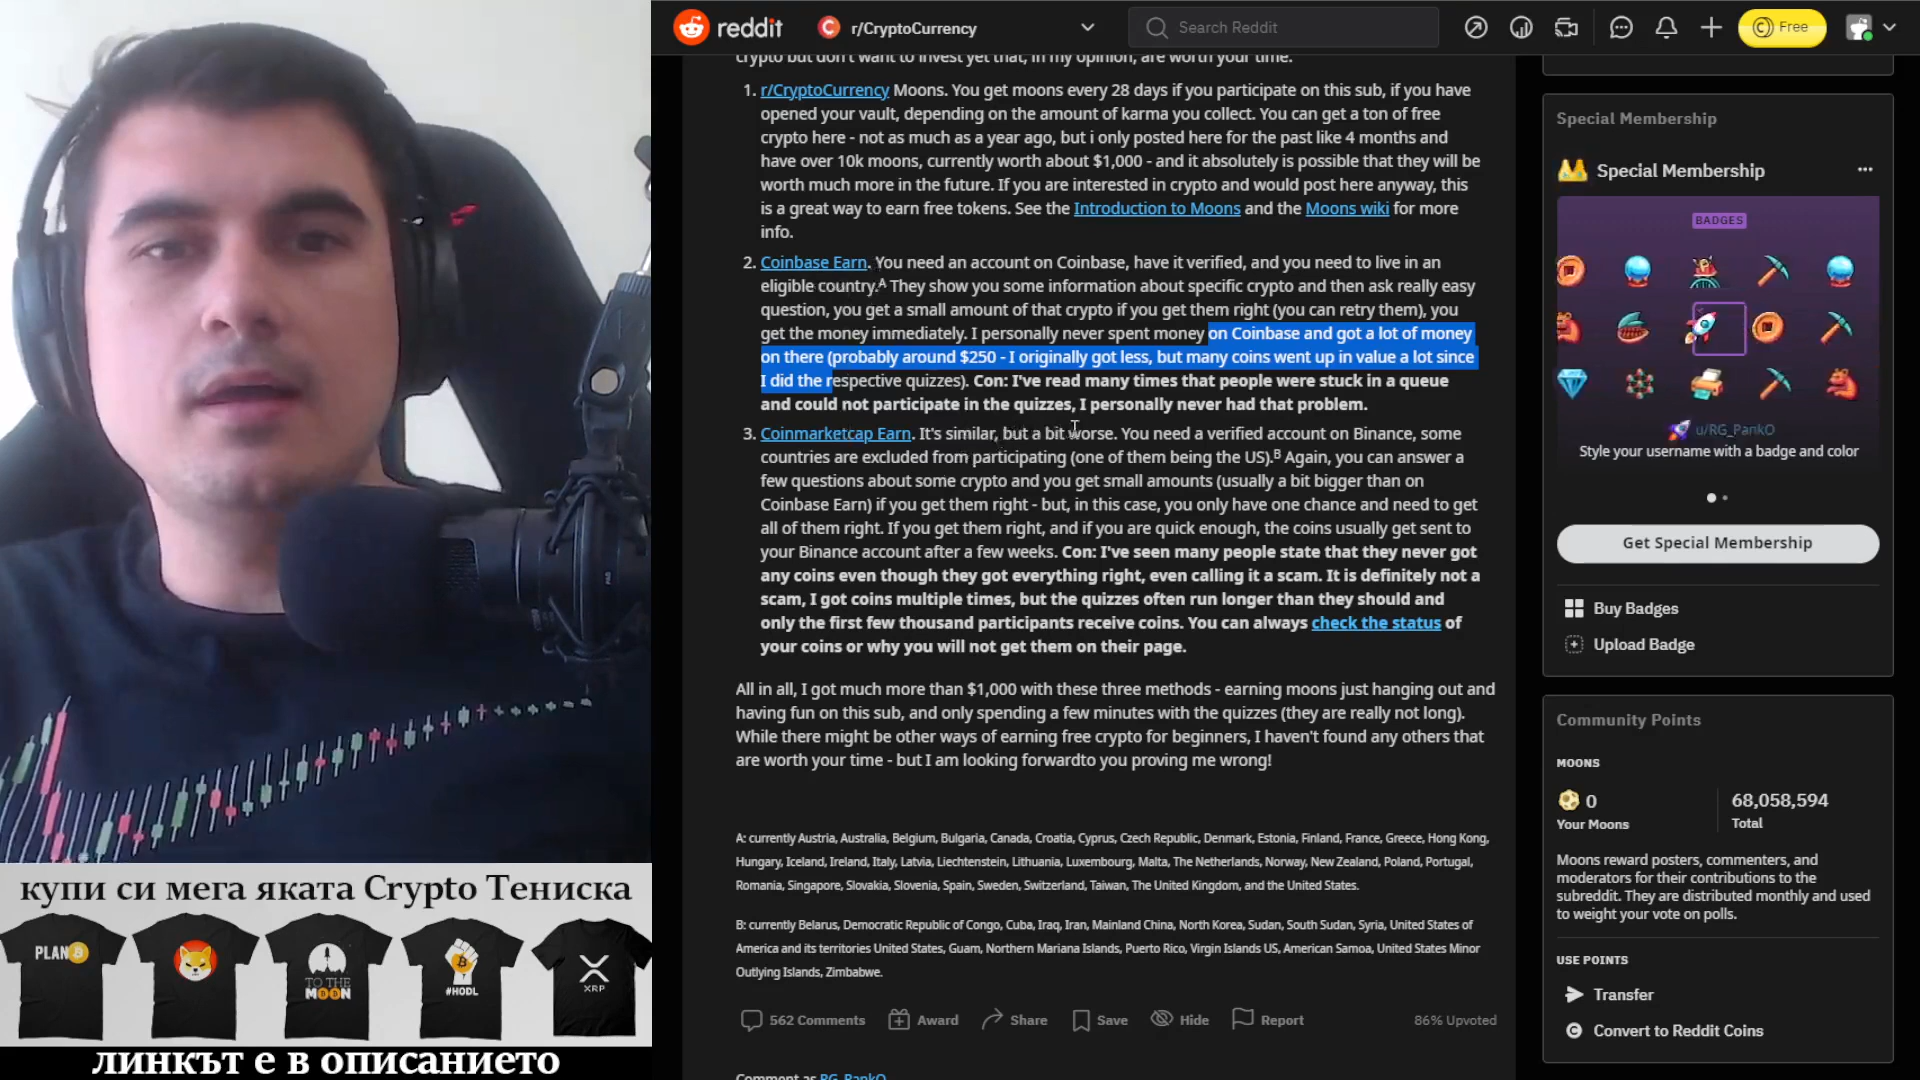 reddit
r/CryptoCurrency
Search Reddit
Free
crypto but don't want to invest yet that, in my opinion, are worth your time.
1. r/CryptoCurrency Moons. You get moons every 28 days if you participate on this sub, if you have
opened your vault, depending on the amount of karma you collect. You can get a ton of free
crypto here - not as much as a year ago, but i only posted here for the past like 4 months and
have over 10k moons, currently worth about $1,000 - and it absolutely is possible that they will be
worth much more in the future. If you are interested in crypto and would post here anyway, this
is a great way to earn free tokens. See the Introduction to Moons and the Moons wiki for more
info.
2. Coinbase Earn. You need an account on Coinbase, have it verified, and you need to live in an
eligible country.ᴬ They show you some information about specific crypto and then ask really easy
question, you get a small amount of that crypto if you get them right (you can retry them), you
get the money immediately. I personally never spent money on Coinbase and got a lot of money
on there (probably around $250 - I originally got less, but many coins went up in value a lot since
I did the respective quizzes). Con: I've read many times that people were stuck in a queue
and could not participate in the quizzes, I personally never had that problem.
3. Coinmarketcap Earn. It's similar, but a bit worse. You need a verified account on Binance, some
countries are excluded from participating (one of them being the US).ᴮ Again, you can answer a
few questions about some crypto and you get small amounts (usually a bit bigger than on
Coinbase Earn) if you get them right - but, in this case, you only have one chance and need to get
all of them right. If you get them right, and if you are quick enough, the coins usually get sent to
your Binance account after a few weeks. Con: I've seen many people state that they never got
any coins even though they got everything right, even calling it a scam. It is definitely not a
scam, I got coins multiple times, but the quizzes often run longer than they should and
only the first few thousand participants receive coins. You can always check the status of
your coins or why you will not get them on their page.
All in all, I got much more than $1,000 with these three methods - earning moons just hanging out and
having fun on this sub, and only spending a few minutes with the quizzes (they are really not long).
While there might be other ways of earning free crypto for beginners, I haven't found any others that
are worth your time - but I am looking forwardto you proving me wrong!
A: currently Austria, Australia, Belgium, Bulgaria, Canada, Croatia, Cyprus, Czech Republic, Denmark, Estonia, Finland, France, Greece, Hong Kong,
Hungary, Iceland, Ireland, Italy, Latvia, Liechtenstein, Lithuania, Luxembourg, Malta, The Netherlands, Norway, New Zealand, Poland, Portugal,
Romania, Singapore, Slovakia, Slovenia, Spain, Sweden, Switzerland, Taiwan, The United Kingdom, and the United States.
B: currently Belarus, Democratic Republic of Congo, Cuba, Iraq, Iran, Mainland China, North Korea, Sudan, South Sudan, Syria, United States of
America and its territories United States, Guam, Northern Mariana Islands, Puerto Rico, Virgin Islands US, American Samoa, United States Minor
Outlying Islands, Zimbabwe.
562 Comments Award Share Save Hide Report 86% Upvoted
Comment as RG_PankO
Special Membership
Special Membership
BADGES
u/RG_PankO
Style your username with a badge and color
Get Special Membership
Buy Badges
Upload Badge
Community Points
MOONS
0
Your Moons
68,058,594
Total
Moons reward posters, commenters, and
moderators for their contributions to the
subreddit. They are distributed monthly and used
to weight your vote on polls.
USE POINTS
Transfer
Convert to Reddit Coins
купи си мега яката Crypto Тениска
PLAN
TO THE
MOON
#HODL
XRP
линкът е в описанието